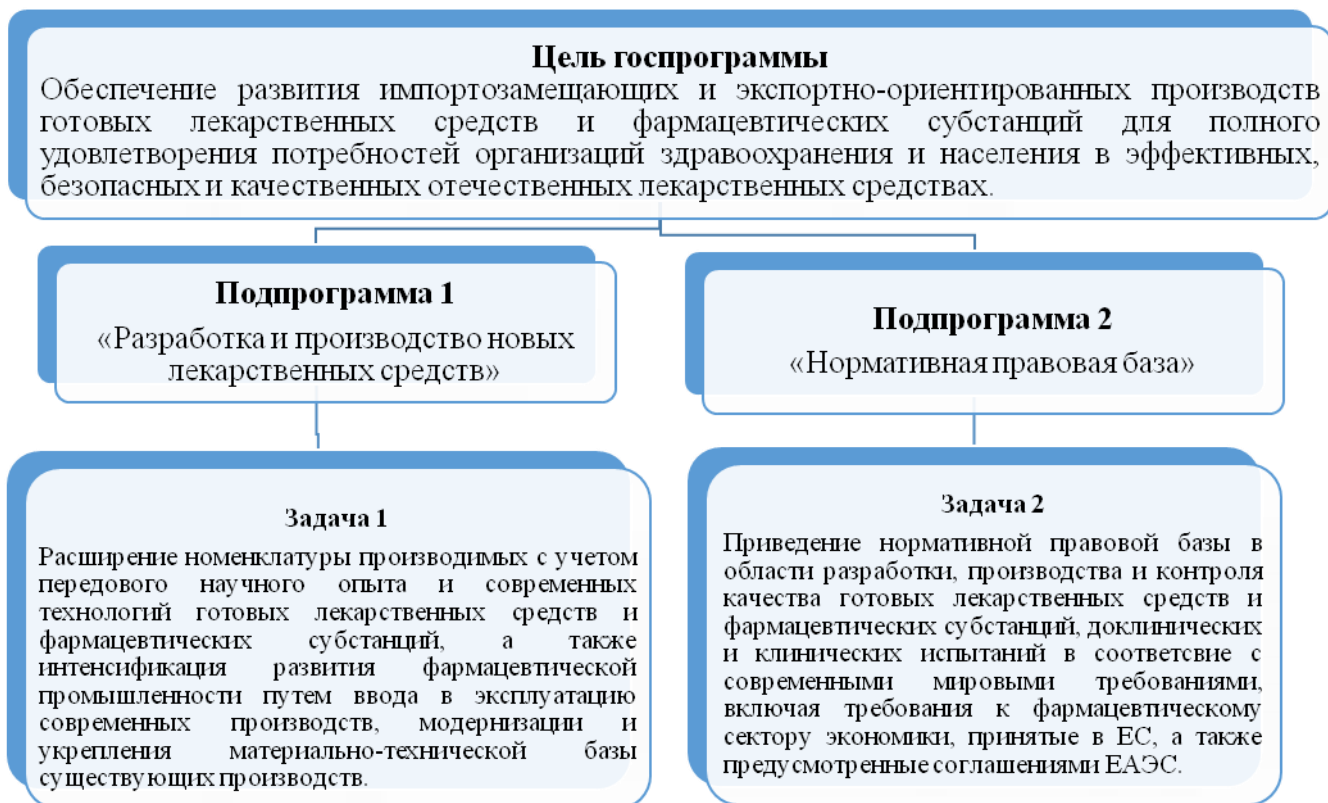 Цель госпрограммы
Обеспечение развития импортозамещающих и экспортно-ориентированных производств
готовых лекарственных средств и фармацевтических субстанций для полного
удовлетворения потребностей организаций здравоохранения и населения в эффективных,
безопасных и качественных отечественных лекарственных средствах.
Подпрограмма 1
«Разработка и производство новых
лекарственных средств»
Подпрограмма 2
«Нормативная правовая база»
Задача 1
Расширение номенклатуры производимых с учетом
передового научного опыта и современных
технологий готовых лекарственных средств и
фармацевтических субстанций, а также
интенсификация развития фармацевтической
промышленности путем ввода в эксплуатацию
современных производств, модернизации и
укрепления материально-технической базы
существующих производств.
Задача 2
Приведение нормативной правовой базы в
области разработки, производства и контроля
качества готовых лекарственных средств и
фармацевтических субстанций, доклинических
и клинических испытаний в соответсвие с
современными мировыми требованиями,
включая требования к фармацевтическому
сектору экономики, принятые в ЕС, а также
предусмотренные соглашениями ЕАЭС.